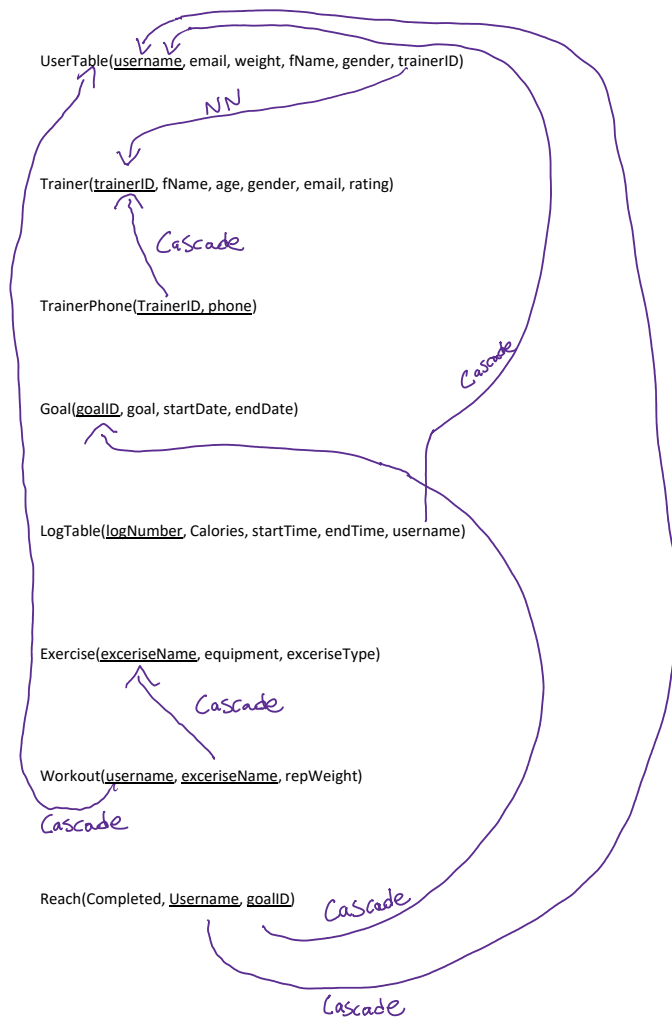 UserTable(username, email, weight, fName, gender, trainerID)
NN
Trainer(trainerID, fName, age, gender, email, rating)
Cascade
TrainerPhone(TrainerID, phone)
Cascade
Goal(goalID, goal, startDate, endDate)
LogTable(logNumber, Calories, startTime, endTime, username)
Exercise(exceriseName, equipment, exceriseType)
Cascade
Workout(username, exceriseName, repWeight)
Cascade
Reach(Completed, Username, goalID)
Cascade
Cascade